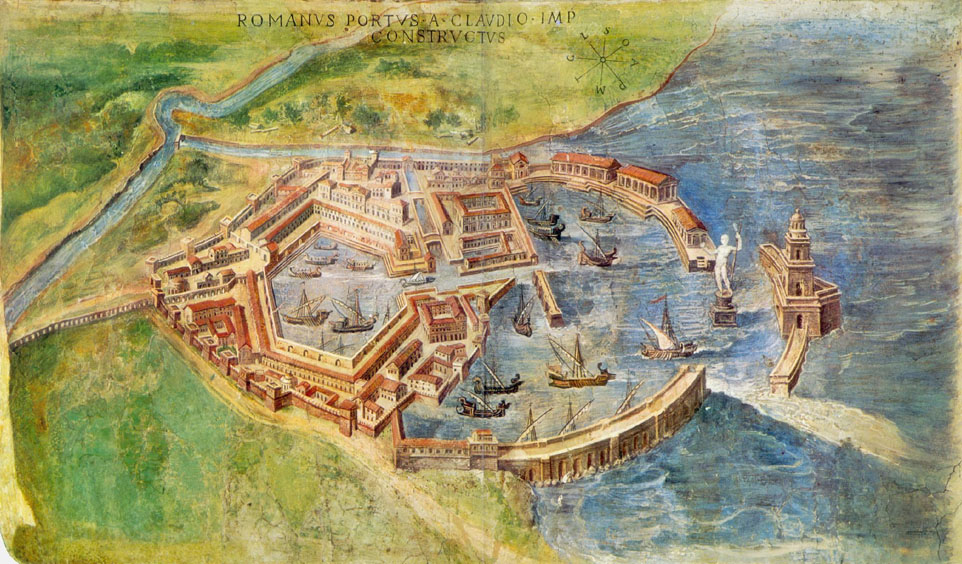 ROMANVS PORTVS · A · CLAVDIO · IMP
CONSTRVCTVS
S
O
P
M
G